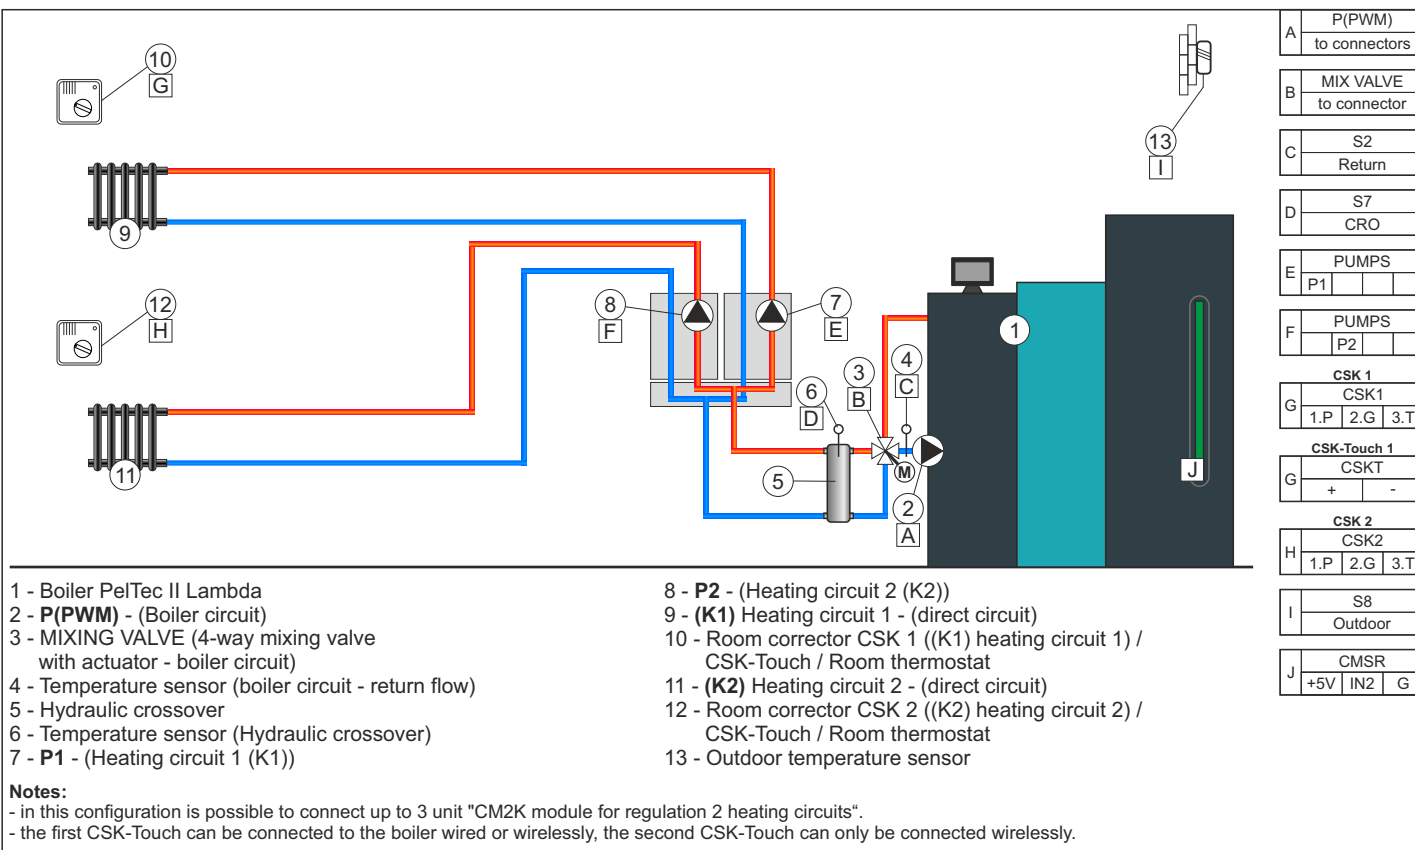 10
G
13
I
9
12
H
8
F
7
E
1
4
C
3
B
6
D
M
5
2
A
11
J
A
P(PWM)
to connectors
B
MIX VALVE
to connector
C
S2
Return
D
S7
CRO
E
PUMPS
P1
F
PUMPS
P2
CSK 1
G
CSK1
1.P 2.G 3.T
CSK-Touch 1
G
CSKT
+ -
CSK 2
H
CSK2
1.P 2.G 3.T
I
S8
Outdoor
J
CMSR
+5V IN2 G
1 - Boiler PelTec II Lambda
2 - P(PWM) - (Boiler circuit)
3 - MIXING VALVE (4-way mixing valve
with actuator - boiler circuit)
4 - Temperature sensor (boiler circuit - return flow)
5 - Hydraulic crossover
6 - Temperature sensor (Hydraulic crossover)
7 - P1 - (Heating circuit 1 (K1))
8 - P2 - (Heating circuit 2 (K2))
9 - (K1) Heating circuit 1 - (direct circuit)
10 - Room corrector CSK 1 ((K1) heating circuit 1) /
CSK-Touch / Room thermostat
11 - (K2) Heating circuit 2 - (direct circuit)
12 - Room corrector CSK 2 ((K2) heating circuit 2) /
CSK-Touch / Room thermostat
13 - Outdoor temperature sensor
Notes:
- in this configuration is possible to connect up to 3 unit "CM2K module for regulation 2 heating circuits“.
- the first CSK-Touch can be connected to the boiler wired or wirelessly, the second CSK-Touch can only be connected wirelessly.